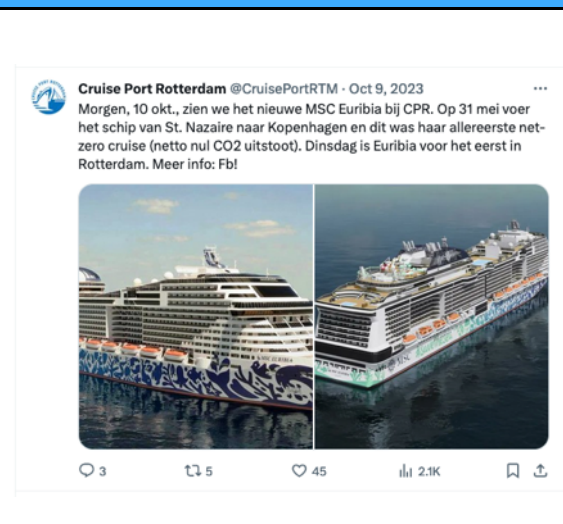 Cruise Port Rotterdam @CruisePortRTM · Oct 9, 2023
Morgen, 10 okt., zien we het nieuwe MSC Euribia bij CPR. Op 31 mei voer
het schip van St. Nazaire naar Kopenhagen en dit was haar allereerste net-
zero cruise (netto nul CO2 uitstoot). Dinsdag is Euribia voor het eerst in
Rotterdam. Meer info: Fb!
MSC EURIBIA
MSC
3 5 45 2.1K